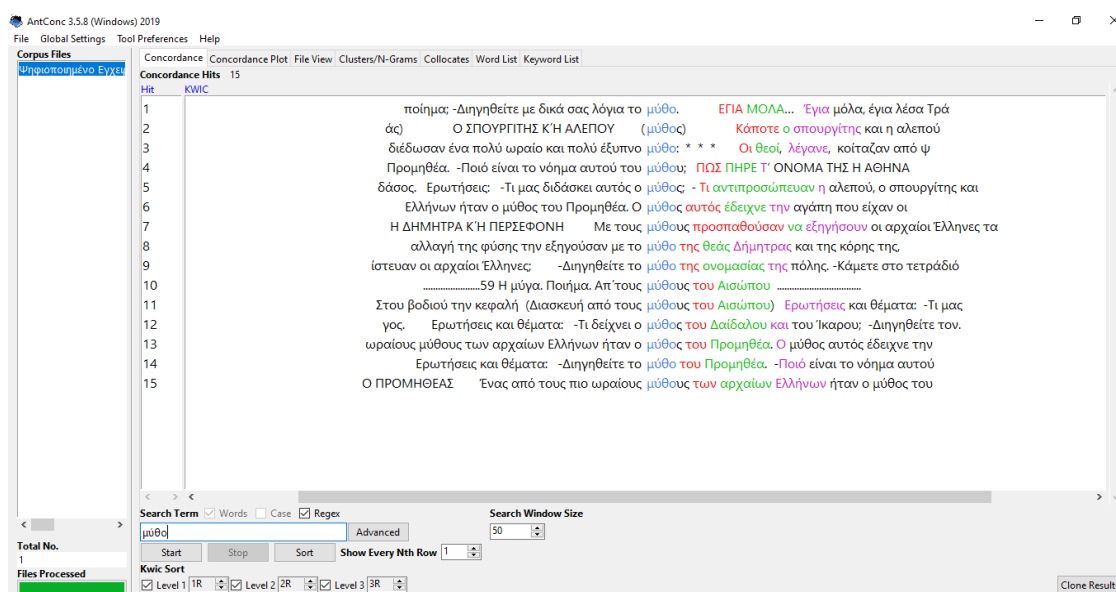 AntConc 3.5.8 (Windows) 2019
File Global Settings Tool Preferences Help
Corpus Files
Ψηφιοποιημένο Εγχει
Concordance Concordance Plot File View Clusters/N-Grams Collocates Word List Keyword List
Concordance Hits 15
Hit KWIC
1 ποίημα; -Διηγηθείτε με δικά σας λόγια το μύθο. ΕΓΙΑ ΜΟΛΑ... Έγια μόλα, έγια λέσα Τρά
2 άς) Ο ΣΠΟΥΡΓΙΤΗΣ Κ'Ή ΑΛΕΠΟΥ (μύθος) Κάποτε ο σπουργίτης και η αλεπού
3 διέδωσαν ένα πολύ ωραίο και πολύ έξυπνο μύθο: * * * Οι θεοί, λέγανε, κοίταζαν από ψ
4 Προμηθέα. -Ποιό είναι το νόημα αυτού του μύθου; ΠΩΣ ΠΗΡΕ Τ' ΟΝΟΜΑ ΤΗΣ Η ΑΘΗΝΑ
5 δάσος. Ερωτήσεις: -Τι μας διδάσκει αυτός ο μύθος; - Τι αντιπροσώπευαν η αλεπού, ο σπουργίτης και
6 Ελλήνων ήταν ο μύθος του Προμηθέα. Ο μύθος αυτός έδειχνε την αγάπη που είχαν οι
7 Η ΔΗΜΗΤΡΑ Κ'Ή ΠΕΡΣΕΦΟΝΗ Με τους μύθους προσπαθούσαν να εξηγήσουν οι αρχαίοι Έλληνες τα
8 αλλαγή της φύσης την εξηγούσαν με το μύθο της θεάς Δήμητρας και της κόρης της,
9 ίστευαν οι αρχαίοι Έλληνες; -Διηγηθείτε το μύθο της ονομασίας της πόλης. -Κάμετε στο τετράδιό
10 ......................59 Η μύγα. Ποιήμα. Απ'τους μύθους του Αισώπου ................................
11 Στου βοδιού την κεφαλή (Διασκευή από τους μύθους του Αισώπου) Ερωτήσεις και θέματα: -Τι μας
12 γος. Ερωτήσεις και θέματα: -Τι δείχνει ο μύθος του Δαίδαλου και του Ίκαρου; -Διηγηθείτε τον.
13 ωραίους μύθους των αρχαίων Ελλήνων ήταν ο μύθος του Προμηθέα. Ο μύθος αυτός έδειχνε την
14 Ερωτήσεις και θέματα: -Διηγηθείτε το μύθο του Προμηθέα. -Ποιό είναι το νόημα αυτού
15 Ο ΠΡΟΜΗΘΕΑΣ Ένας από τους πιο ωραίους μύθους των αρχαίων Ελλήνων ήταν ο μύθος του
Search Term Words Case Regex Search Window Size
μύθο Advanced 50
Total No.
1
Start Stop Sort Show Every Nth Row 1
Files Processed
Kwic Sort
Level 1 1R Level 2 2R Level 3 3R Clone Result